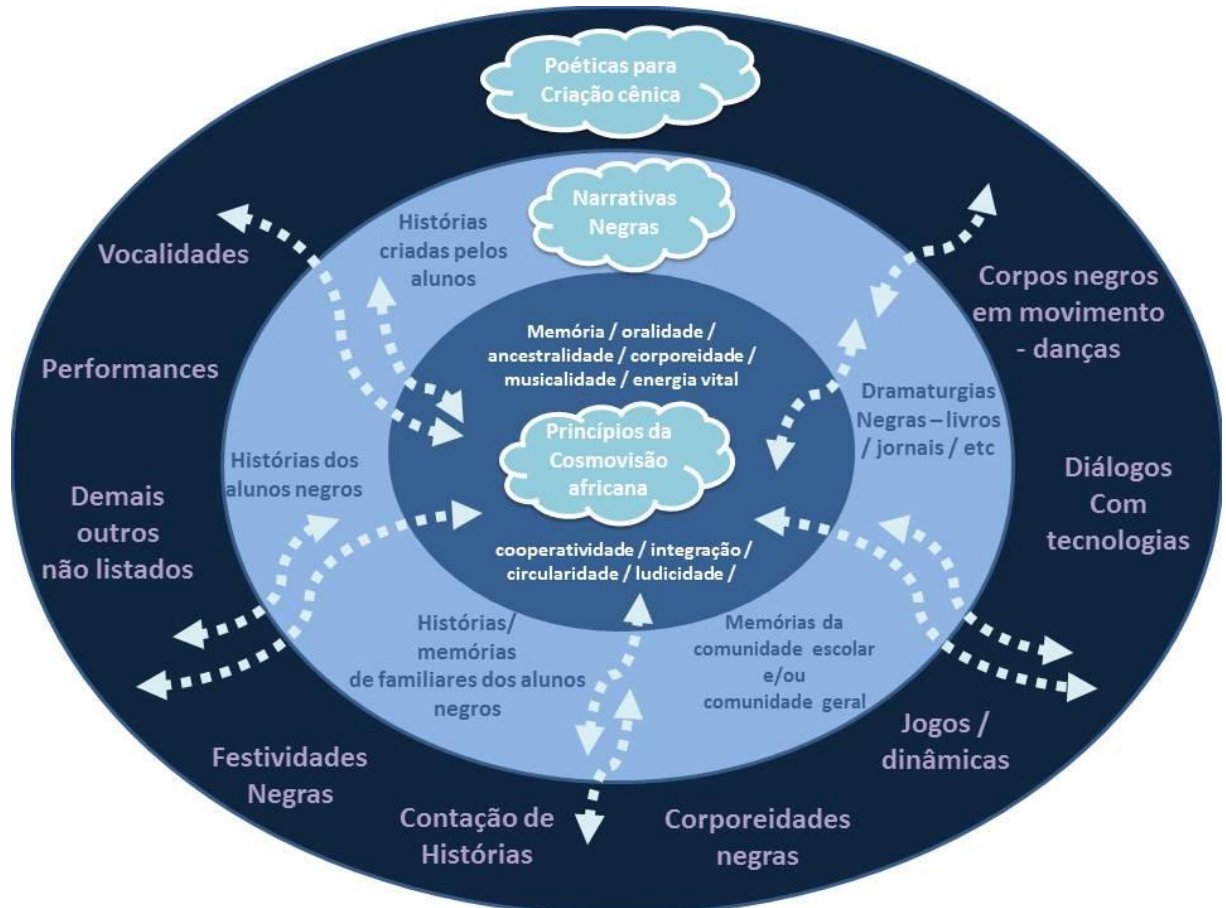 Poéticas para
Criação cênica
Narrativas
Negras
Histórias
criadas pelos
alunos
Vocalidades
Performances
Demais
outros
não listados
Histórias dos
alunos negros
Memória / oralidade /
ancestralidade / corporeidade /
musicalidade / energia vital
Princípios da
Cosmovisão
africana
cooperatividade / integração /
circularidade / ludicidade /
Dramaturgias
Negras – livros
/ jornais / etc
Corpos negros
em movimento
- danças
Diálogos
Com
tecnologias
Histórias/
memórias
de familiares dos alunos
negros
Memórias da
comunidade escolar
e/ou
comunidade geral
Festividades
Negras
Contação de
Histórias
Corporeidades
negras
Jogos /
dinâmicas